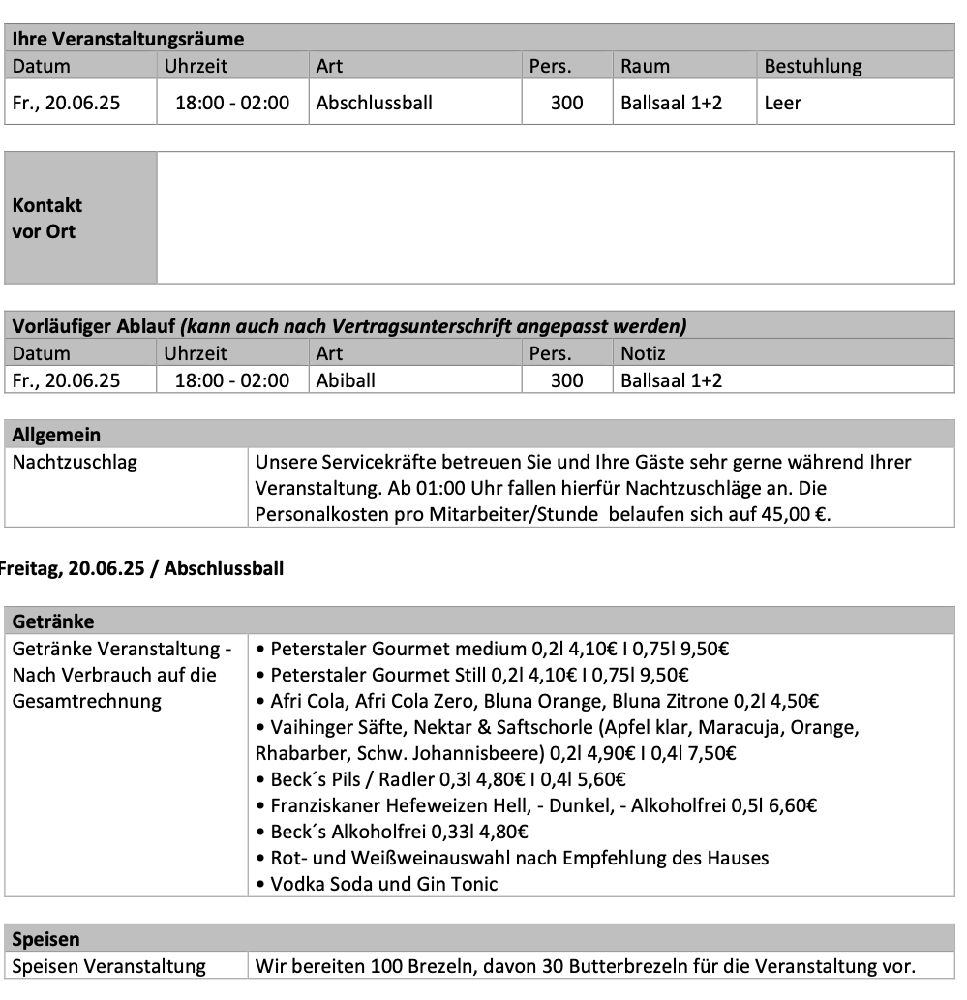 Ihre Veranstaltungsräume
Datum Uhrzeit Art Pers. Raum Bestuhlung
Fr., 20.06.25 18:00 - 02:00 Abschlussball 300 Ballsaal 1+2 Leer
Kontakt
vor Ort
Vorläufiger Ablauf (kann auch nach Vertragsunterschrift angepasst werden)
Datum Uhrzeit Art Pers. Notiz
Fr., 20.06.25 18:00 - 02:00 Abiball 300 Ballsaal 1+2
Allgemein
Nachtzuschlag Unsere Servicekräfte betreuen Sie und Ihre Gäste sehr gerne während Ihrer
Veranstaltung. Ab 01:00 Uhr fallen hierfür Nachtzuschläge an. Die
Personalkosten pro Mitarbeiter/Stunde belaufen sich auf 45,00 €.
Freitag, 20.06.25 / Abschlussball
Getränke
Getränke Veranstaltung -
Nach Verbrauch auf die
Gesamtrechnung
• Peterstaler Gourmet medium 0,2l 4,10€ I 0,75l 9,50€
• Peterstaler Gourmet Still 0,2l 4,10€ I 0,75l 9,50€
• Afri Cola, Afri Cola Zero, Bluna Orange, Bluna Zitrone 0,2l 4,50€
• Vaihinger Säfte, Nektar & Saftschorle (Apfel klar, Maracuja, Orange,
Rhabarber, Schw. Johannisbeere) 0,2l 4,90€ I 0,4l 7,50€
• Beck´s Pils / Radler 0,3l 4,80€ I 0,4l 5,60€
• Franziskaner Hefeweizen Hell, - Dunkel, - Alkoholfrei 0,5l 6,60€
• Beck´s Alkoholfrei 0,33l 4,80€
• Rot- und Weißweinauswahl nach Empfehlung des Hauses
• Vodka Soda und Gin Tonic
Speisen
Speisen Veranstaltung Wir bereiten 100 Brezeln, davon 30 Butterbrezeln für die Veranstaltung vor.